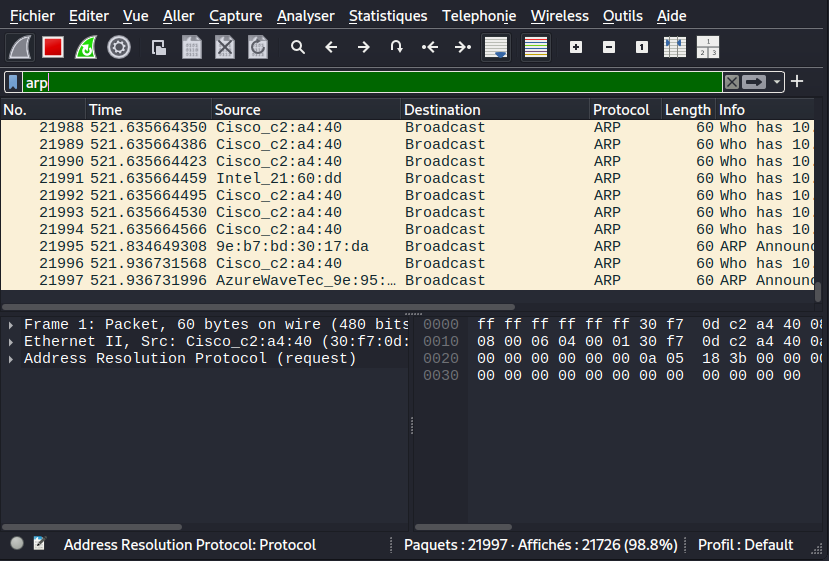 Fichier Editer Vue Aller Capture Analyser Statistiques Telephonie Wireless Outils Aide
arp
No. Time Source Destination Protocol Length Info
21988 521.635664350 Cisco_c2:a4:40 Broadcast ARP 60 Who has 10.
21989 521.635664386 Cisco_c2:a4:40 Broadcast ARP 60 Who has 10.
21990 521.635664423 Cisco_c2:a4:40 Broadcast ARP 60 Who has 10.
21991 521.635664459 Intel_21:60:dd Broadcast ARP 60 Who has 10.
21992 521.635664495 Cisco_c2:a4:40 Broadcast ARP 60 Who has 10.
21993 521.635664530 Cisco_c2:a4:40 Broadcast ARP 60 Who has 10.
21994 521.635664566 Cisco_c2:a4:40 Broadcast ARP 60 Who has 10.
21995 521.834649308 9e:b7:bd:30:17:da Broadcast ARP 60 ARP Announc
21996 521.936731568 Cisco_c2:a4:40 Broadcast ARP 60 Who has 10.
21997 521.936731996 AzureWaveTec_9e:95:… Broadcast ARP 60 ARP Announc
Frame 1: Packet, 60 bytes on wire (480 bits
Ethernet II, Src: Cisco_c2:a4:40 (30:f7:0d:
Address Resolution Protocol (request)
0000 ff ff ff ff ff ff 30 f7 0d c2 a4 40 08
0010 08 00 06 04 00 01 30 f7 0d c2 a4 40 0a
0020 00 00 00 00 00 00 0a 05 18 3b 00 00 00
0030 00 00 00 00 00 00 00 00 00 00 00 00
Address Resolution Protocol: Protocol Paquets : 21997 · Affichés : 21726 (98.8%) Profil : Default